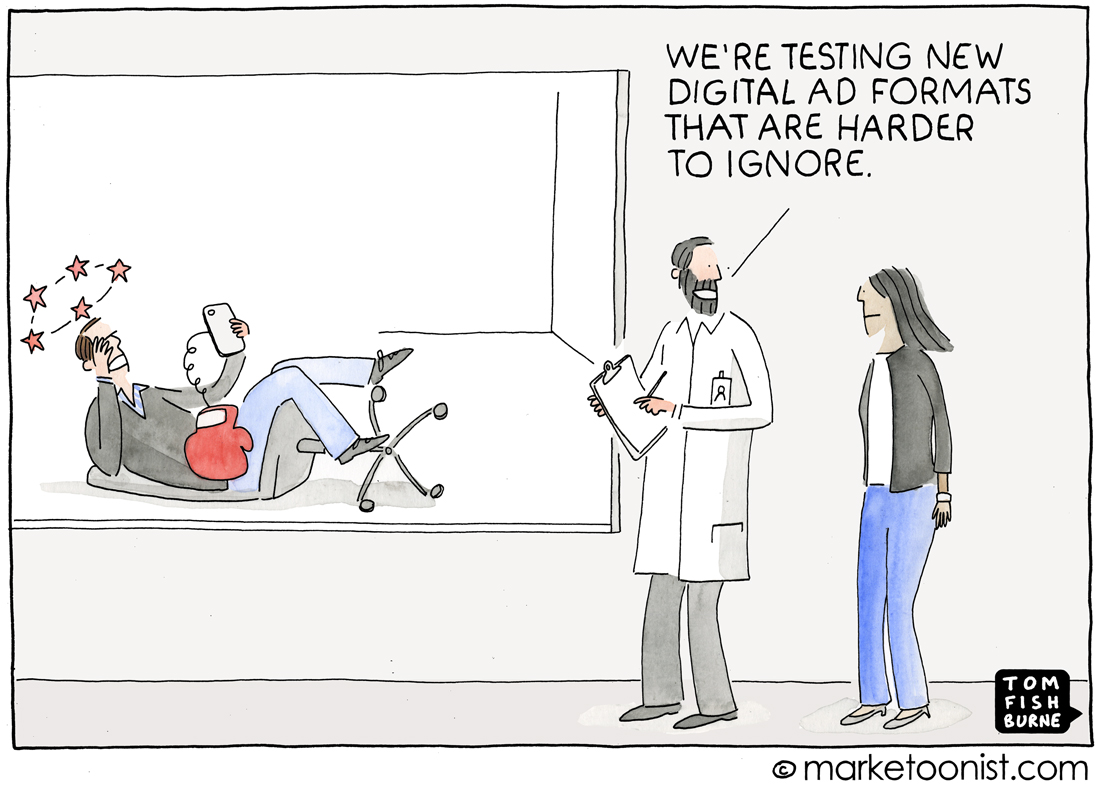 WE'RE TESTING NEW
DIGITAL AD FORMATS
THAT ARE HARDER
TO IGNORE.
TOM
FISH
BURNE
© marketoonist.com